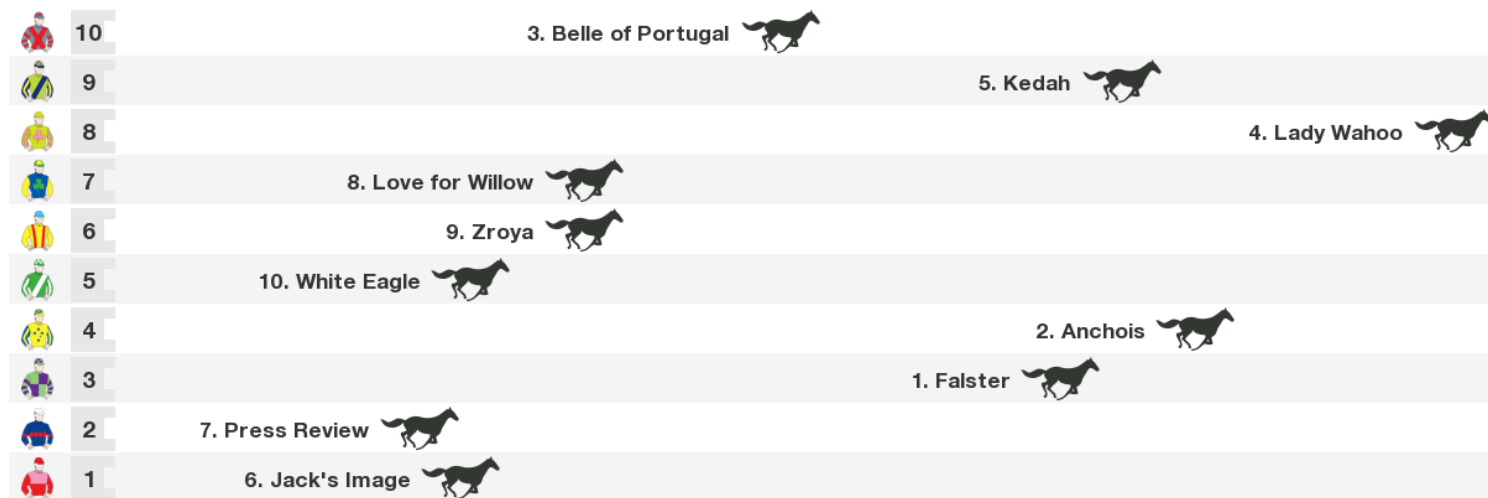 10 3. Belle of Portugal
9 5. Kedah
8 4. Lady Wahoo
7 8. Love for Willow
6 9. Zroya
5 10. White Eagle
4 2. Anchois
3 1. Falster
2 7. Press Review
1 6. Jack's Image